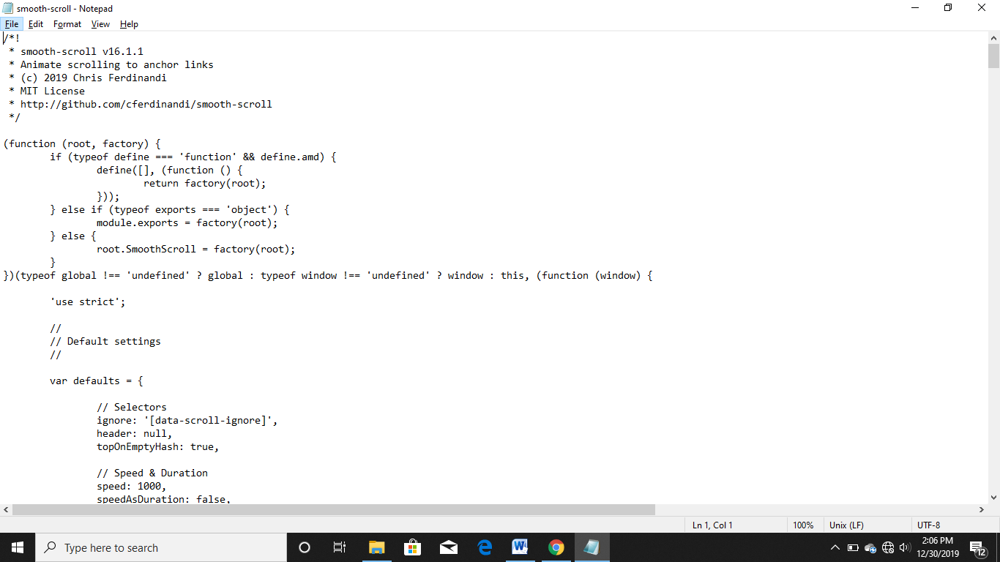 smooth-scroll - Notepad
File Edit Format View Help
/*!
 * smooth-scroll v16.1.1
 * Animate scrolling to anchor links
 * (c) 2019 Chris Ferdinandi
 * MIT License
 * http://github.com/cferdinandi/smooth-scroll
 */

(function (root, factory) {
        if (typeof define === 'function' && define.amd) {
                define([], (function () {
                        return factory(root);
                }));
        } else if (typeof exports === 'object') {
                module.exports = factory(root);
        } else {
                root.SmoothScroll = factory(root);
        }
})(typeof global !== 'undefined' ? global : typeof window !== 'undefined' ? window : this, (function (window) {

        'use strict';

        //
        // Default settings
        //

        var defaults = {

                // Selectors
                ignore: '[data-scroll-ignore]',
                header: null,
                topOnEmptyHash: true,

                // Speed & Duration
                speed: 1000,
                speedAsDuration: false,
Ln 1, Col 1 100% Unix (LF) UTF-8
Type here to search
2:06 PM
12/30/2019
12